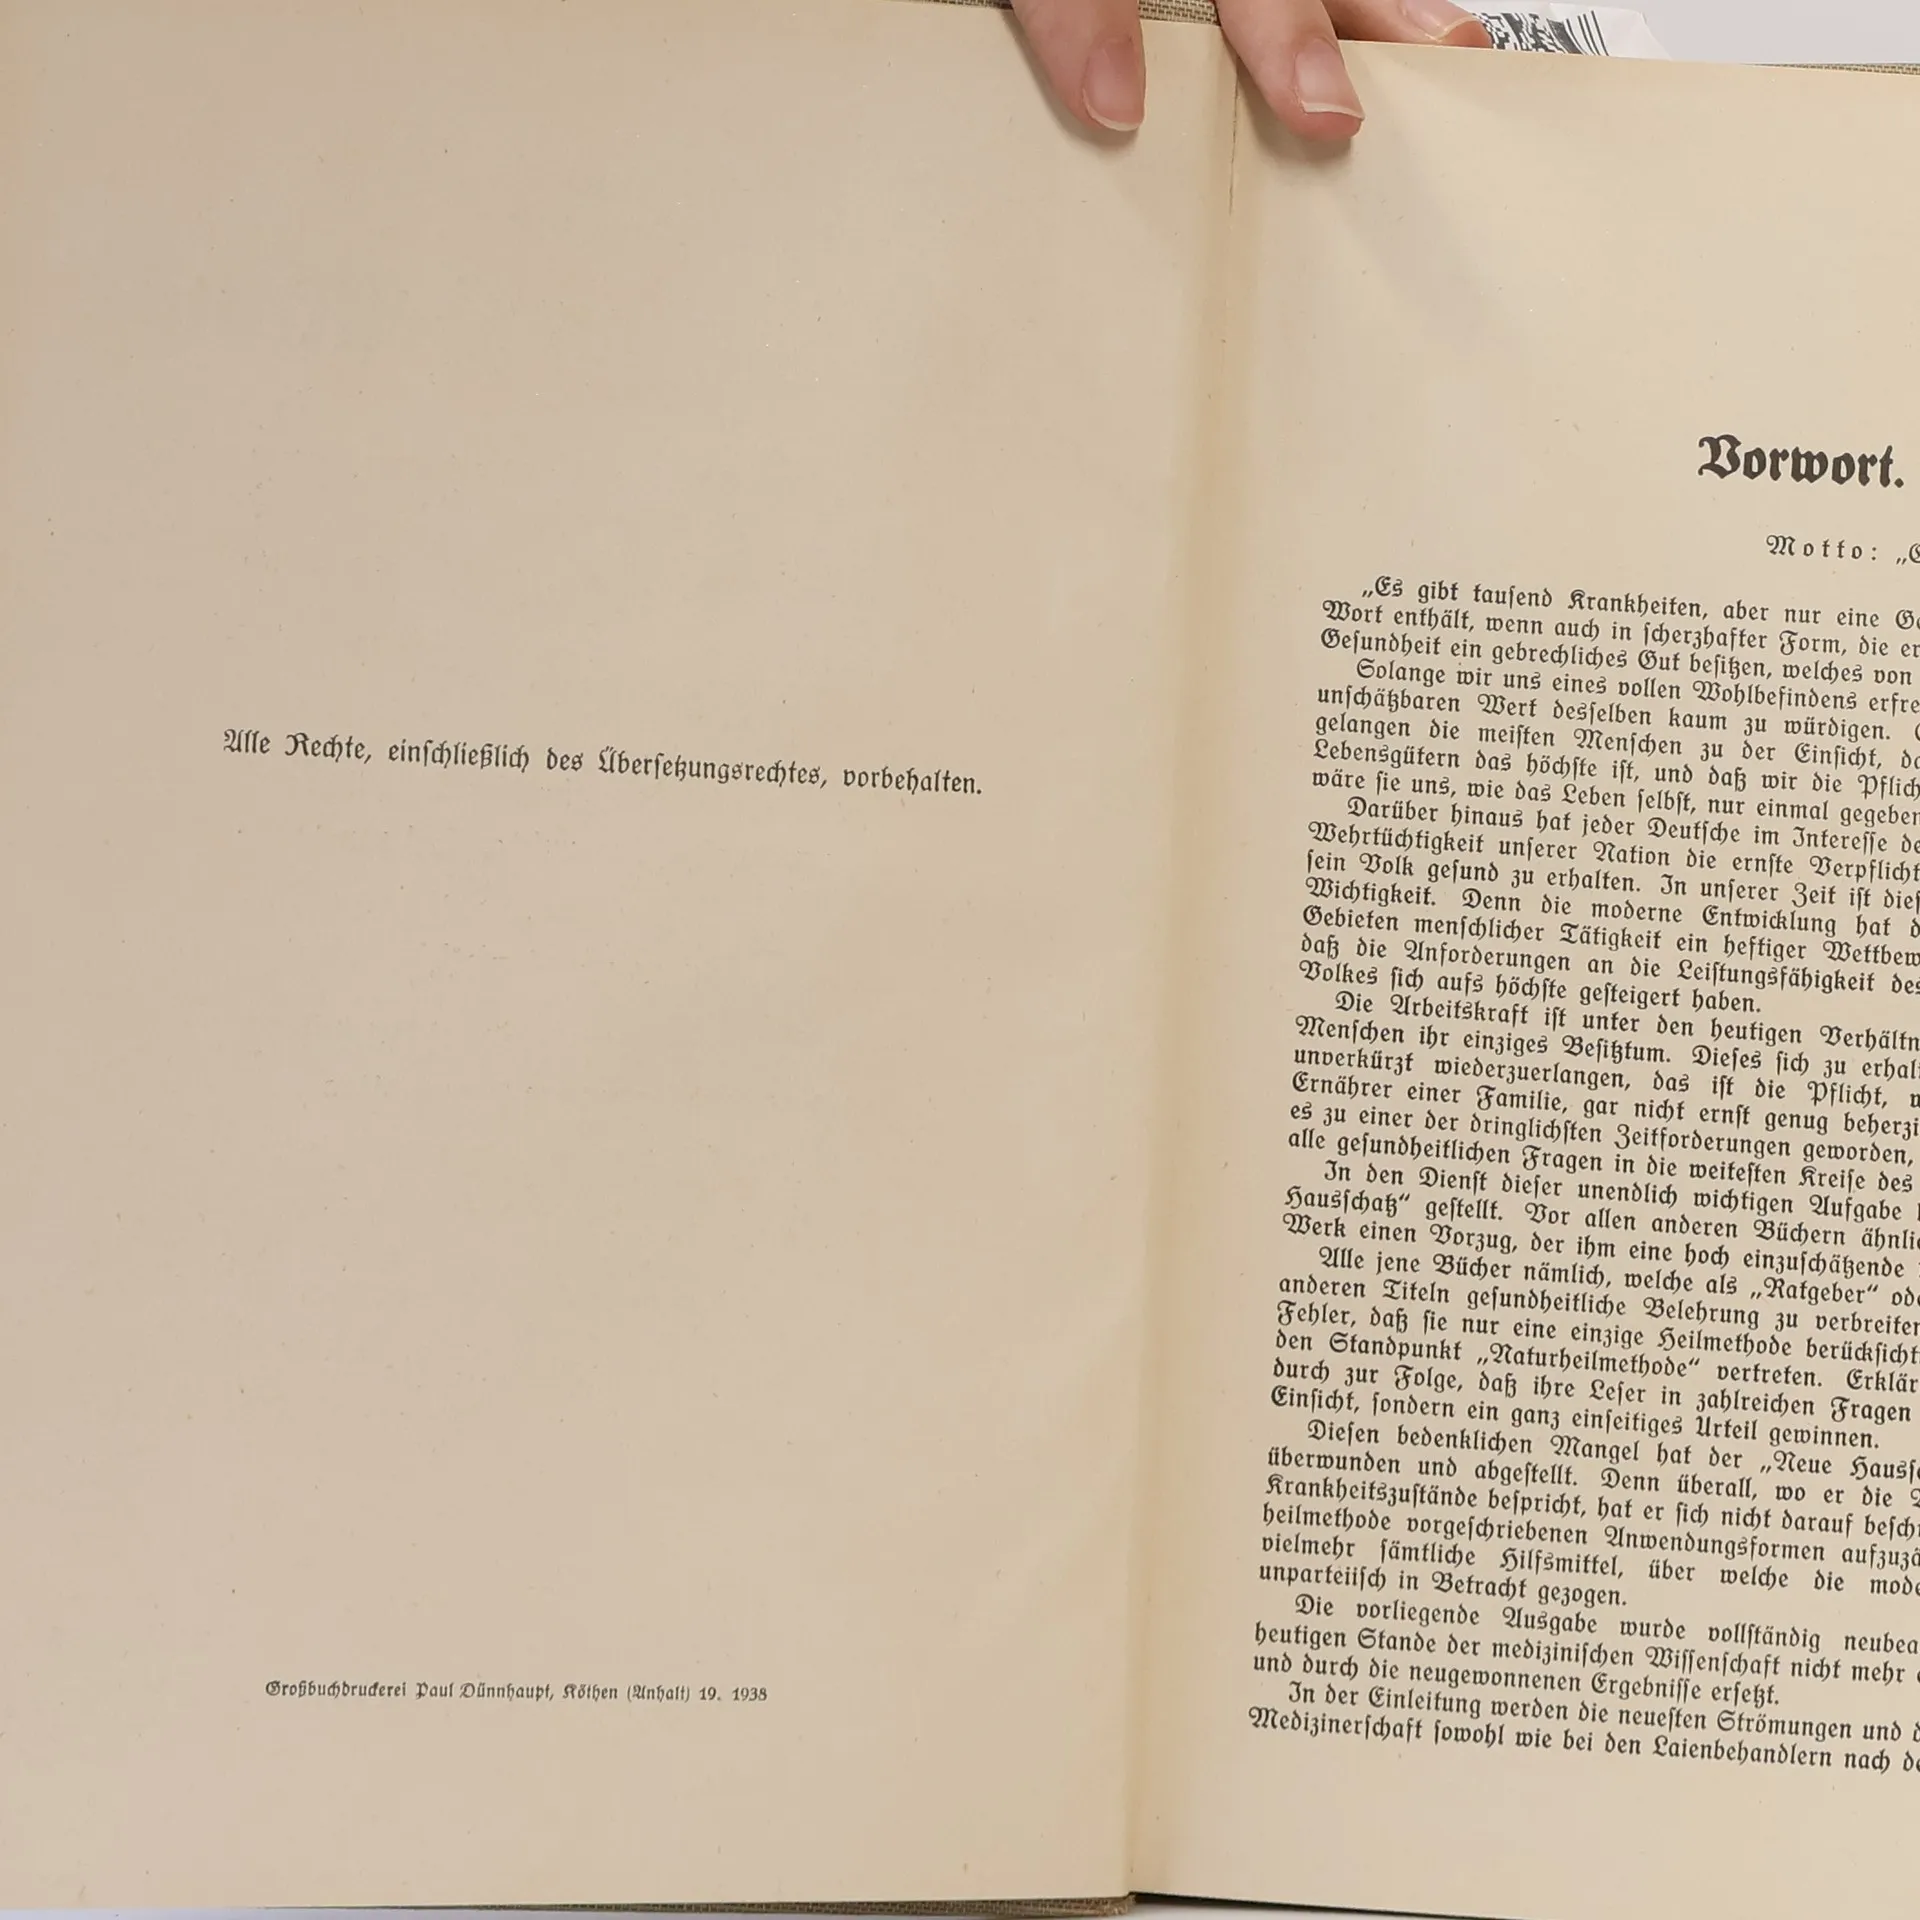 Alle Rechte, einschließlich des Übersetzungsrechtes, vorbehalten.
Großbuchdruckerei Paul Dünnhaupt, Köthen (Anhalt) 19. 1938
Vorwort.
Motto: „
„Es gibt tausend Krankheiten, aber nur eine
Wort enthält, wenn auch in scherzhafter Form, die
Gesundheit ein gebrechliches Gut besitzen, welches von
Solange wir uns eines vollen Wohlbefindens
unschätzbaren Wert desselben kaum zu würdigen.
gelangen die meisten Menschen zu der Einsicht,
Lebensgütern das höchste ist, und daß wir die
wäre sie uns, wie das Leben selbst, nur einmal
Darüber hinaus hat jeder Deutsche im Interesse
Wehrtüchtigkeit unserer Nation die ernste
sein Volk gesund zu erhalten. In unserer Zeit ist
Wichtigkeit. Denn die moderne Entwicklung hat
Gebieten menschlicher Tätigkeit ein heftiger
daß die Anforderungen an die Leistungsfähigkeit
Volkes sich aufs höchste gesteigert haben.
Die Arbeitskraft ist unter den heutigen
Menschen ihr einziges Besitztum. Dieses sich zu
unverkürzt wiederzuerlangen, das ist die Pflicht,
Ernährer einer Familie, gar nicht ernst genug
es zu einer der dringlichsten Zeitforderungen geworden,
alle gesundheitlichen Fragen in die weitesten Kreise des
In den Dienst dieser unendlich wichtigen Aufgabe
Hausschatz“ gestellt. Vor allen anderen Büchern
Werk einen Vorzug, der ihm eine hoch einzuschätzende
Alle jene Bücher nämlich, welche als „Ratgeber“
anderen Titeln gesundheitliche Belehrung zu
Fehler, daß sie nur eine einzige Heilmethode
den Standpunkt „Naturheilmethode“ vertreten.
durch zur Folge, daß ihre Leser in zahlreichen Fragen
Einsicht, sondern ein ganz einseitiges Urteil gewinnen.
Diesen bedenklichen Mangel hat der „Neue
überwunden und abgestellt. Denn überall, wo er die
Krankheitszustände bespricht, hat er sich nicht darauf
heilmethode vorgeschriebenen Anwendungsformen
vielmehr sämtliche Hilfsmittel, über welche die
unparteiisch in Betracht gezogen.
Die vorliegende Ausgabe wurde vollständig
heutigen Stande der medizinischen Wissenschaft nicht mehr
und durch die neugewonnenen Ergebnisse ersetzt.
In der Einleitung werden die neuesten Strömungen und
Medizinerschaft sowohl wie bei den Laienbehandlern nach